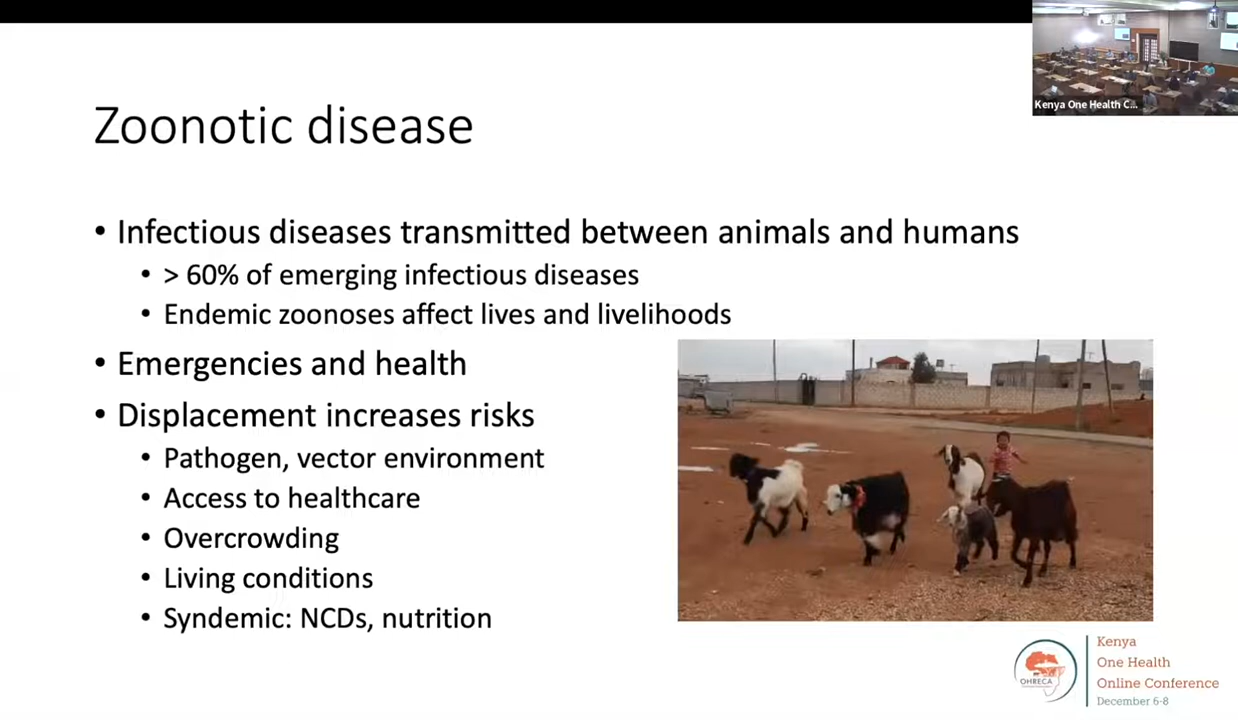 Kenya One Health C...
Zoonotic disease
• Infectious diseases transmitted between animals and humans
• > 60% of emerging infectious diseases
• Endemic zoonoses affect lives and livelihoods
• Emergencies and health
• Displacement increases risks
• Pathogen, vector environment
• Access to healthcare
• Overcrowding
• Living conditions
• Syndemic: NCDs, nutrition
OHRECA
Kenya
One Health
Online Conference
December 6-8